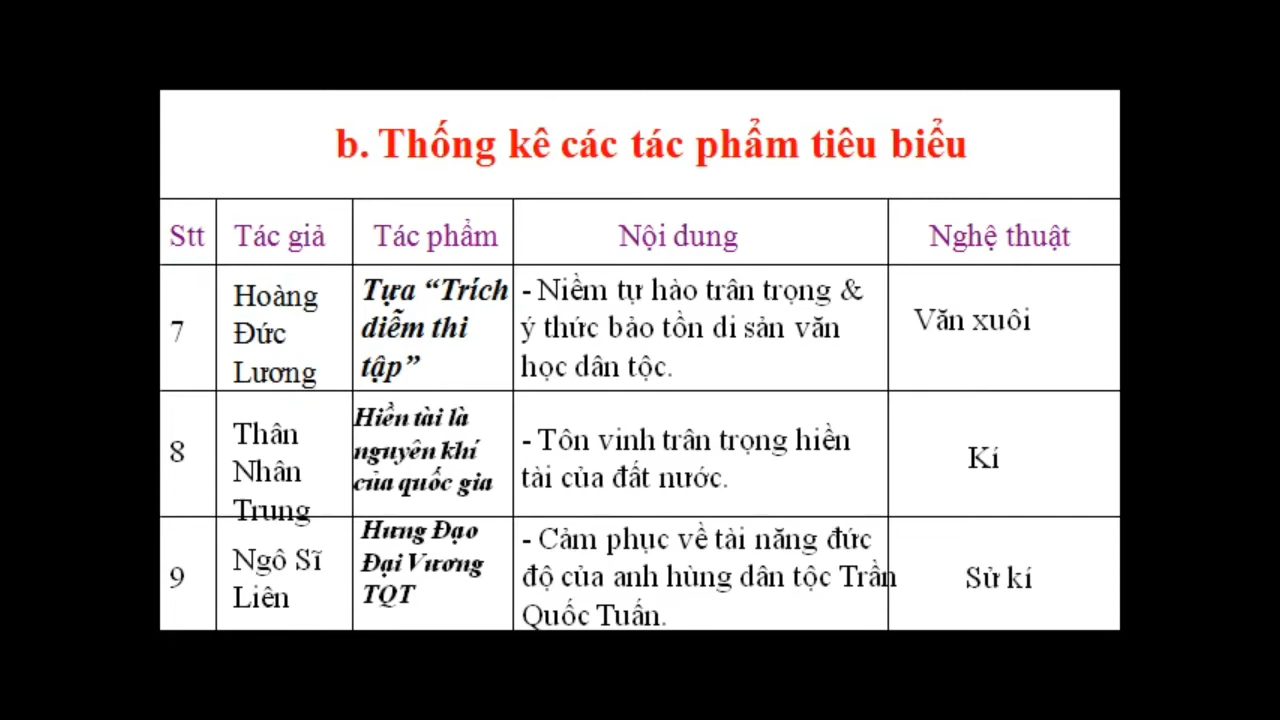 b. Thống kê các tác phẩm tiêu biểu
Stt Tác giả Tác phẩm Nội dung Nghệ thuật
7
Hoàng
Đức
Lương
Tựa “Trích
diễm thi
tập”
- Niềm tự hào trân trọng &
ý thức bảo tồn di sản văn
học dân tộc.
Văn xuôi
8
Thân
Nhân
Trung
Hiền tài là
nguyên khí
của quốc gia
- Tôn vinh trân trọng hiền
tài của đất nước.
Kí
9
Ngô Sĩ
Liên
Hưng Đạo
Đại Vương
TQT
- Cảm phục về tài năng đức
độ của anh hùng dân tộc Trần
Quốc Tuấn.
Sử kí